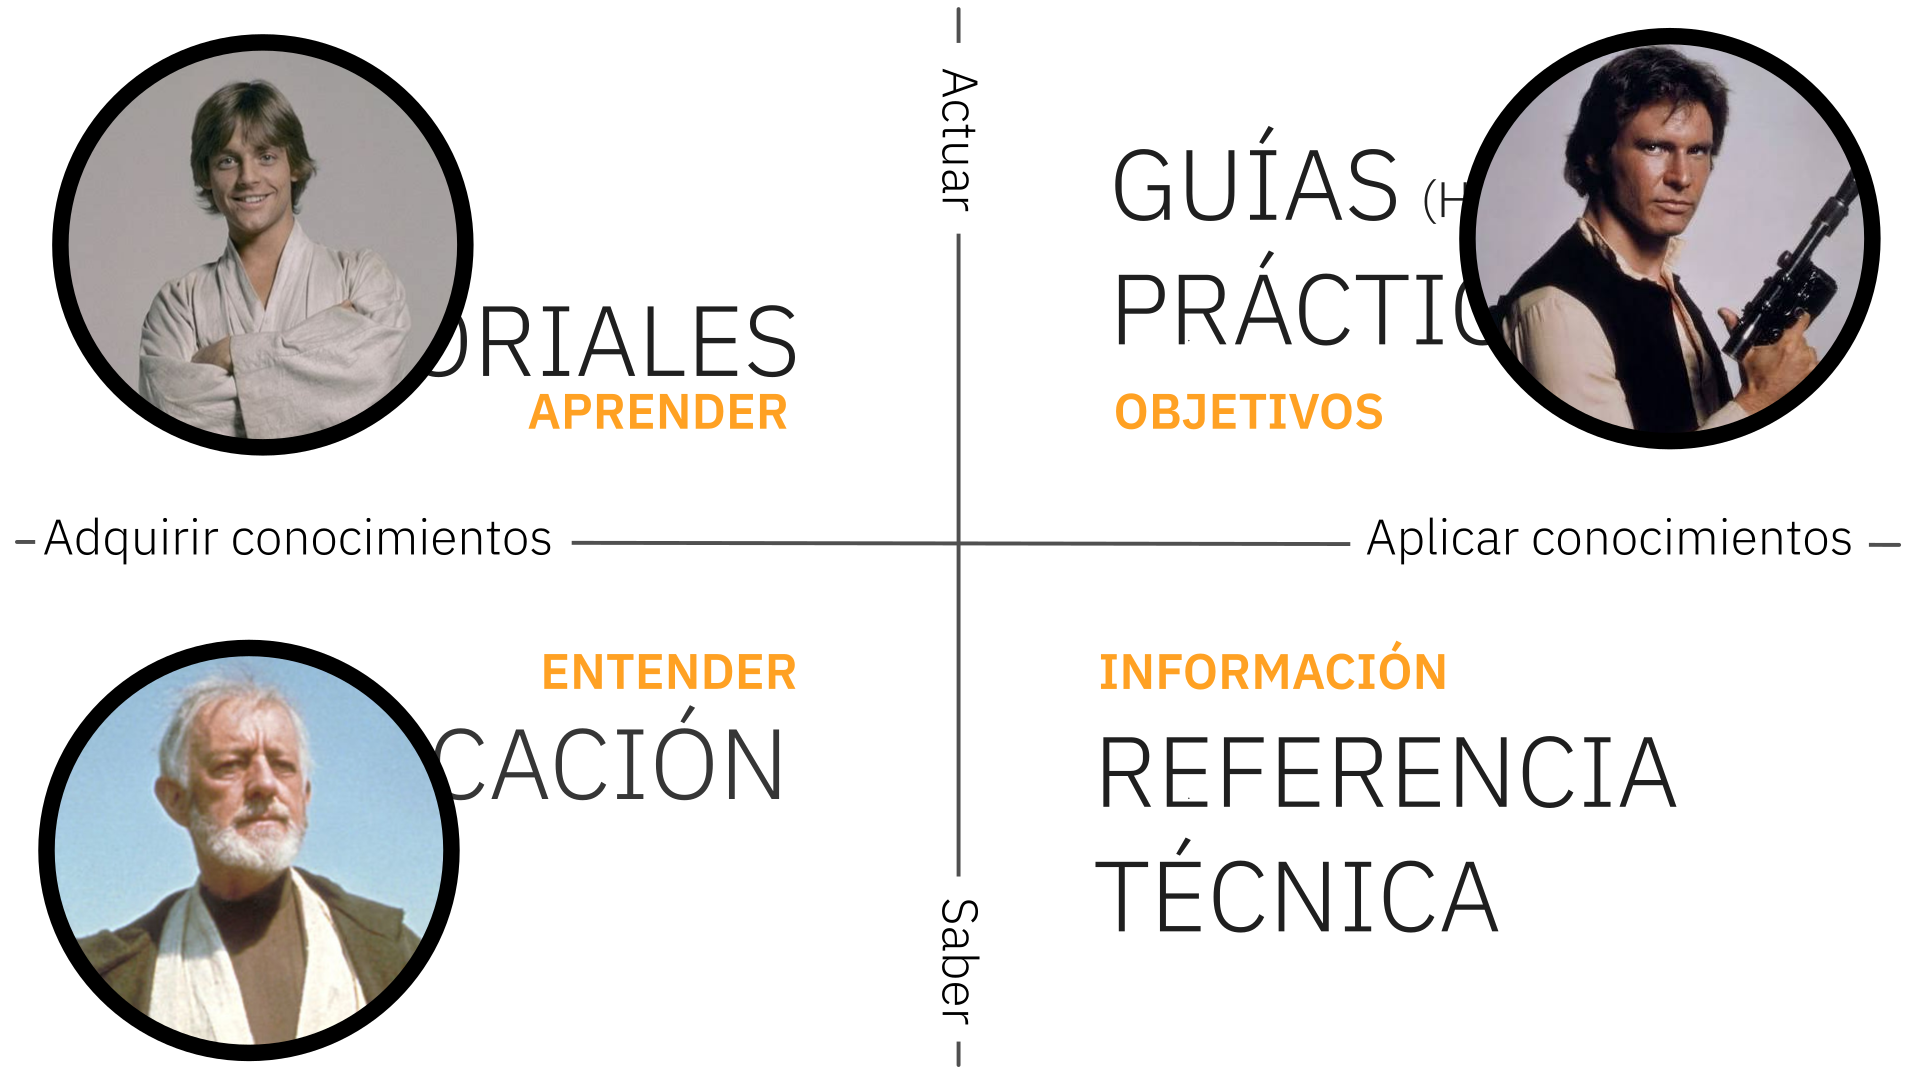 Actuar
GUÍAS (H
PRÁCTIC
ORIALES
APRENDER
OBJETIVOS
Adquirir conocimientos
Aplicar conocimientos
ENTENDER
INFORMACIÓN
CACIÓN
REFERENCIA
TÉCNICA
Saber